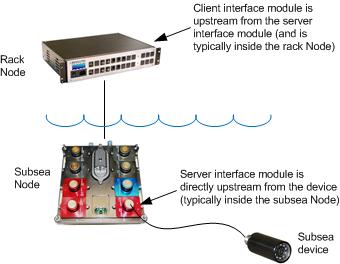 Client interface module is
upstream from the server
interface module (and is
typically inside the rack Node)
Rack
Node
Subsea
Node
Server interface module is
directly upstream from the device
(typically inside the subsea Node)
Subsea
device